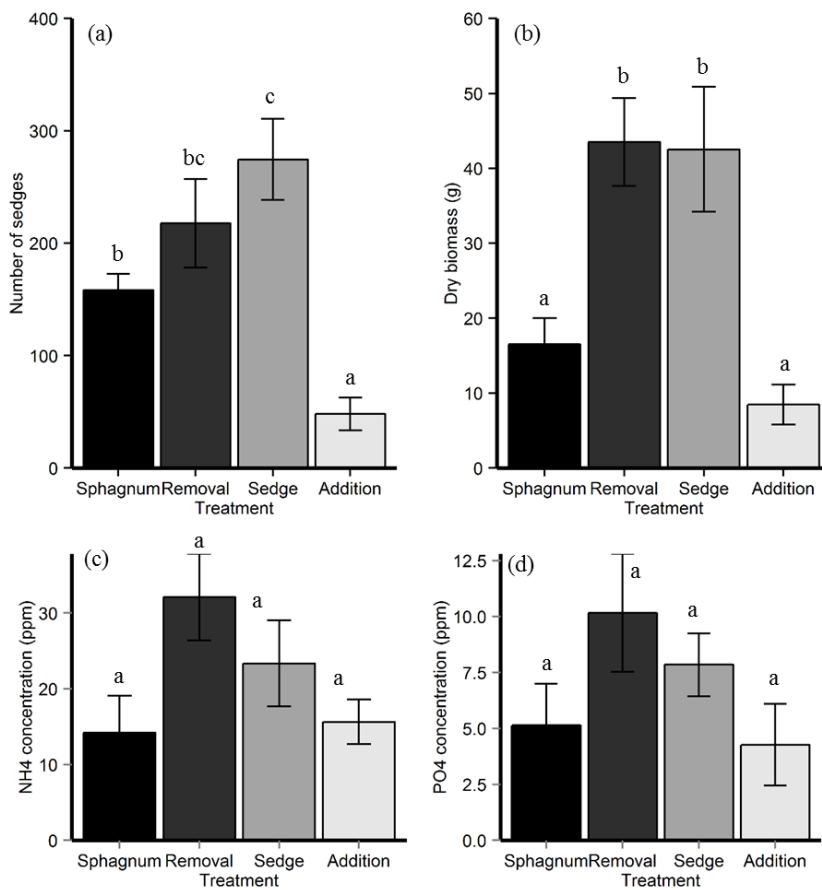 (a)
Number of sedges
400
300
200
100
0
b
bc
c
a
Sphagnum Removal Sedge Addition
Treatment
(b)
Dry biomass (g)
60
50
40
30
20
10
0
a
b
b
a
Sphagnum Removal Sedge Addition
Treatment
(c)
NH4 concentration (ppm)
30
20
10
0
a
a
a
a
Sphagnum Removal Sedge Addition
Treatment
(d)
PO4 concentration (ppm)
12.5
10.0
7.5
5.0
2.5
0.0
a
a
a
a
Sphagnum Removal Sedge Addition
Treatment